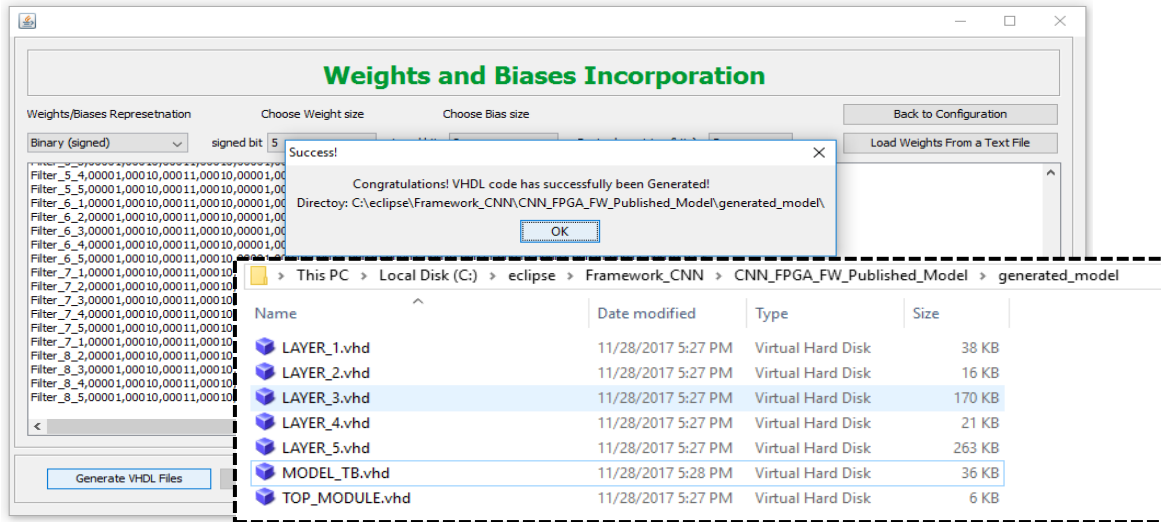 Weights and Biases Incorporation
Weights/Biases Represetnation Choose Weight size Choose Bias size Back to Configuration
Binary (signed) signed bit 5 Load Weights From a Text File
Success!
Congratulations! VHDL code has successfully been Generated!
Directoy: C:\eclipse\Framework_CNN\CNN_FPGA_FW_Published_Model\generated_model\
OK
Filter_5_4,00001,00010,00011,00010,00001,00
Filter_5_5,00001,00010,00011,00010,00001,00
Filter_6_1,00001,00010,00011,00010,00001,00
Filter_6_2,00001,00010,00011,00010,00001,00
Filter_6_3,00001,00010,00011,00010,00001,00
Filter_6_4,00001,00010,00011,00010,00001,00
Filter_6_5,00001,00010,00011,00010,00001,00
Filter_7_1,00001,00010,00011,00010
Filter_7_2,00001,00010,00011,00010
Filter_7_3,00001,00010,00011,00010
Filter_7_4,00001,00010,00011,00010
Filter_7_5,00001,00010,00011,00010
Filter_7_1,00001,00010,00011,00010
Filter_8_2,00001,00010,00011,00010
Filter_8_3,00001,00010,00011,00010
Filter_8_4,00001,00010,00011,00010
Filter_8_5,00001,00010,00011,00010
Generate VHDL Files
This PC > Local Disk (C:) > eclipse > Framework_CNN > CNN_FPGA_FW_Published_Model > generated_model
Name Date modified Type Size
LAYER_1.vhd 11/28/2017 5:27 PM Virtual Hard Disk 38 KB
LAYER_2.vhd 11/28/2017 5:27 PM Virtual Hard Disk 16 KB
LAYER_3.vhd 11/28/2017 5:27 PM Virtual Hard Disk 170 KB
LAYER_4.vhd 11/28/2017 5:27 PM Virtual Hard Disk 21 KB
LAYER_5.vhd 11/28/2017 5:27 PM Virtual Hard Disk 263 KB
MODEL_TB.vhd 11/28/2017 5:28 PM Virtual Hard Disk 36 KB
TOP_MODULE.vhd 11/28/2017 5:27 PM Virtual Hard Disk 6 KB